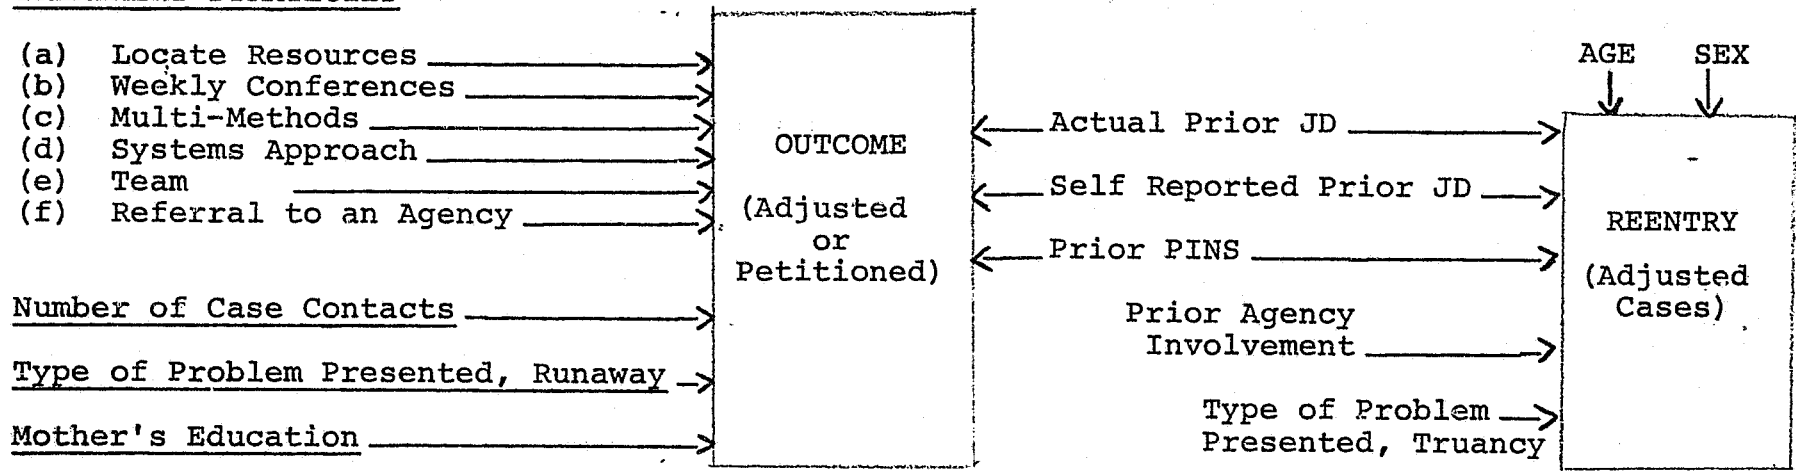 (a) Locate Resources
(b) Weekly Conferences
(c) Multi-Methods
(d) Systems Approach
(e) Team
(f) Referral to an Agency
Number of Case Contacts
Type of Problem Presented, Runaway
Mother's Education
OUTCOME
(Adjusted
or
Petitioned)
Actual Prior JD
Self Reported Prior JD
Prior PINS
Prior Agency
Involvement
Type of Problem
Presented, Truancy
AGE SEX
REENTRY
(Adjusted
Cases)